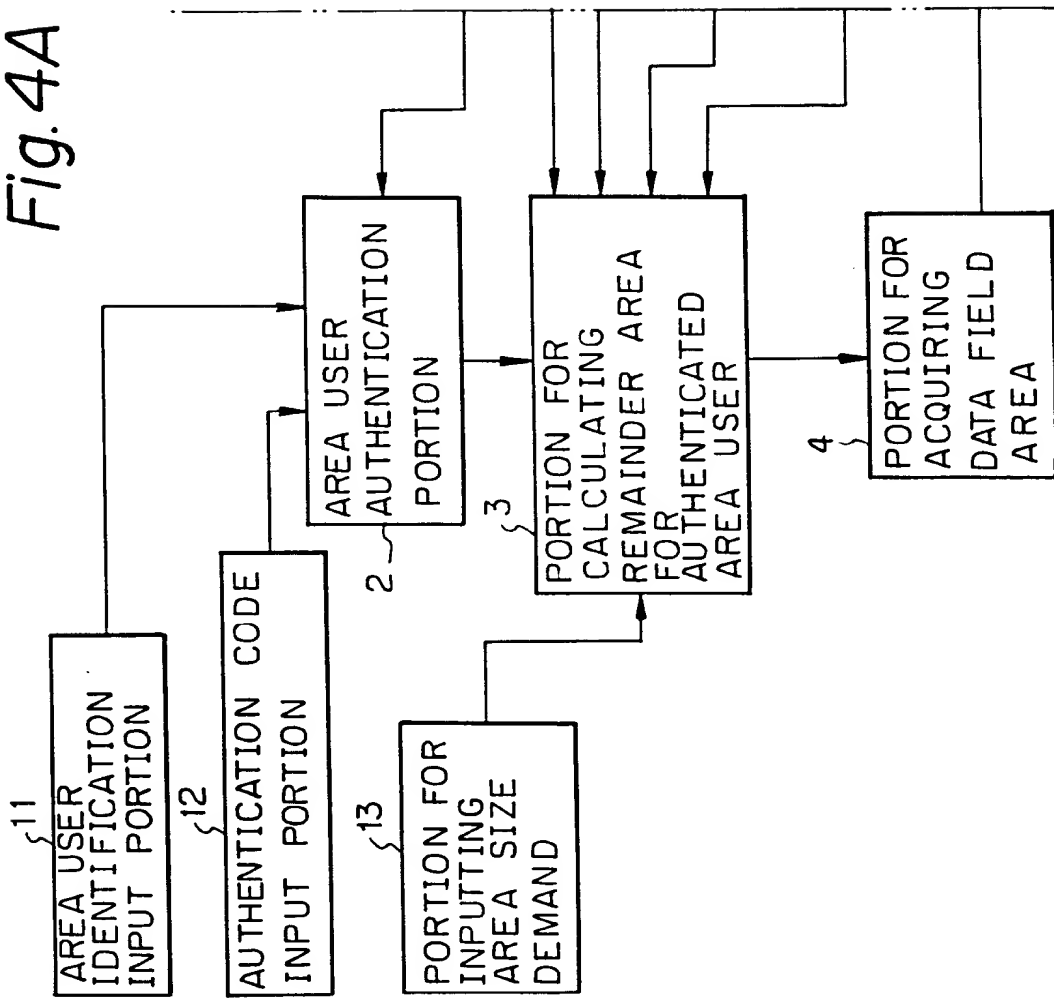 Fig. 4A
11
AREA USER
IDENTIFICATION
INPUT PORTION
12
AUTHENTICATION CODE
INPUT PORTION
13
PORTION FOR
INPUTTING
AREA SIZE
DEMAND
AREA USER
AUTHENTICATION
PORTION
2
3
PORTION FOR
CALCULATING
REMAINDER AREA
FOR
AUTHENTICATED
AREA USER
4
PORTION FOR
ACQUIRING
DATA FIELD
AREA